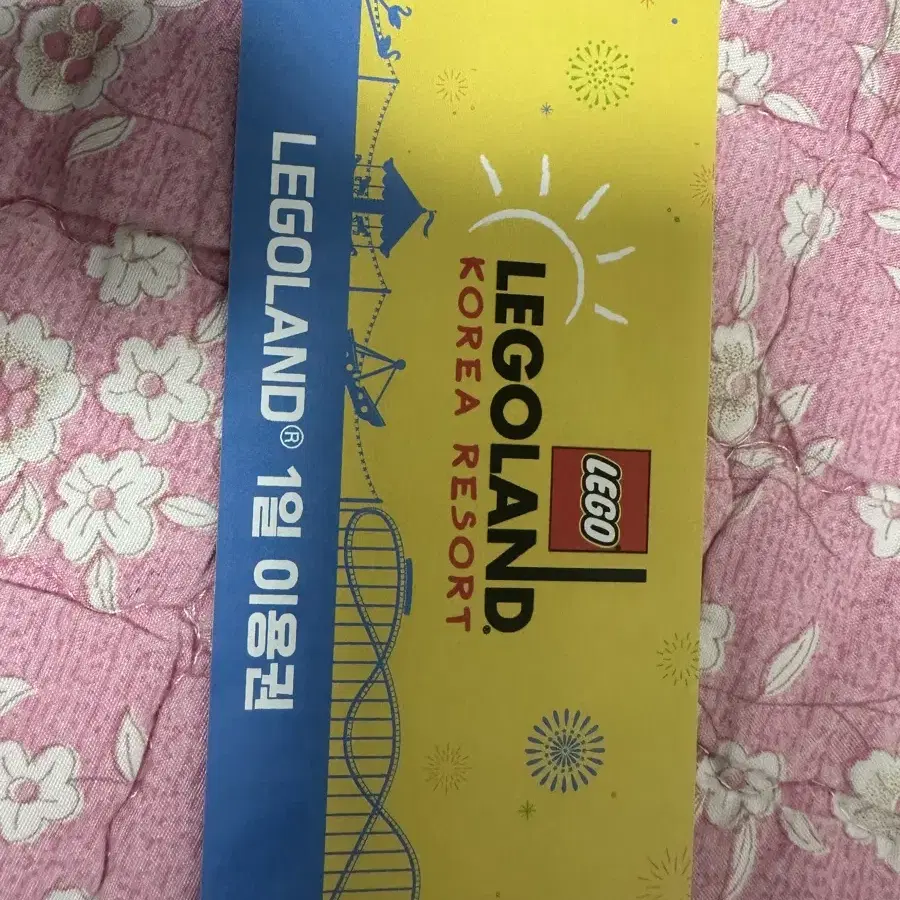 LEGO
LEGOLAND®
KOREA RESORT
LEGOLAND® 1일 이용권